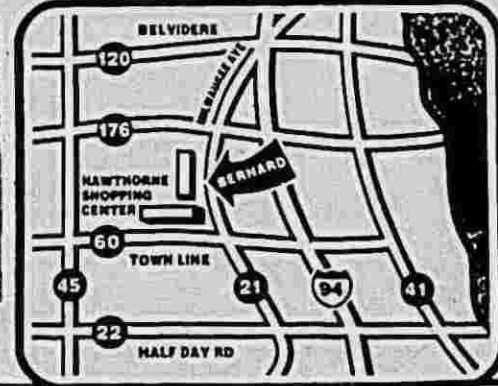 BELVIDERE
120
MILWAUKEE AVE
176
BERNARD
HAWTHORNE
SHOPPING
CENTER
60
TOWN LINE
45
21
94
41
22
HALF DAY RD